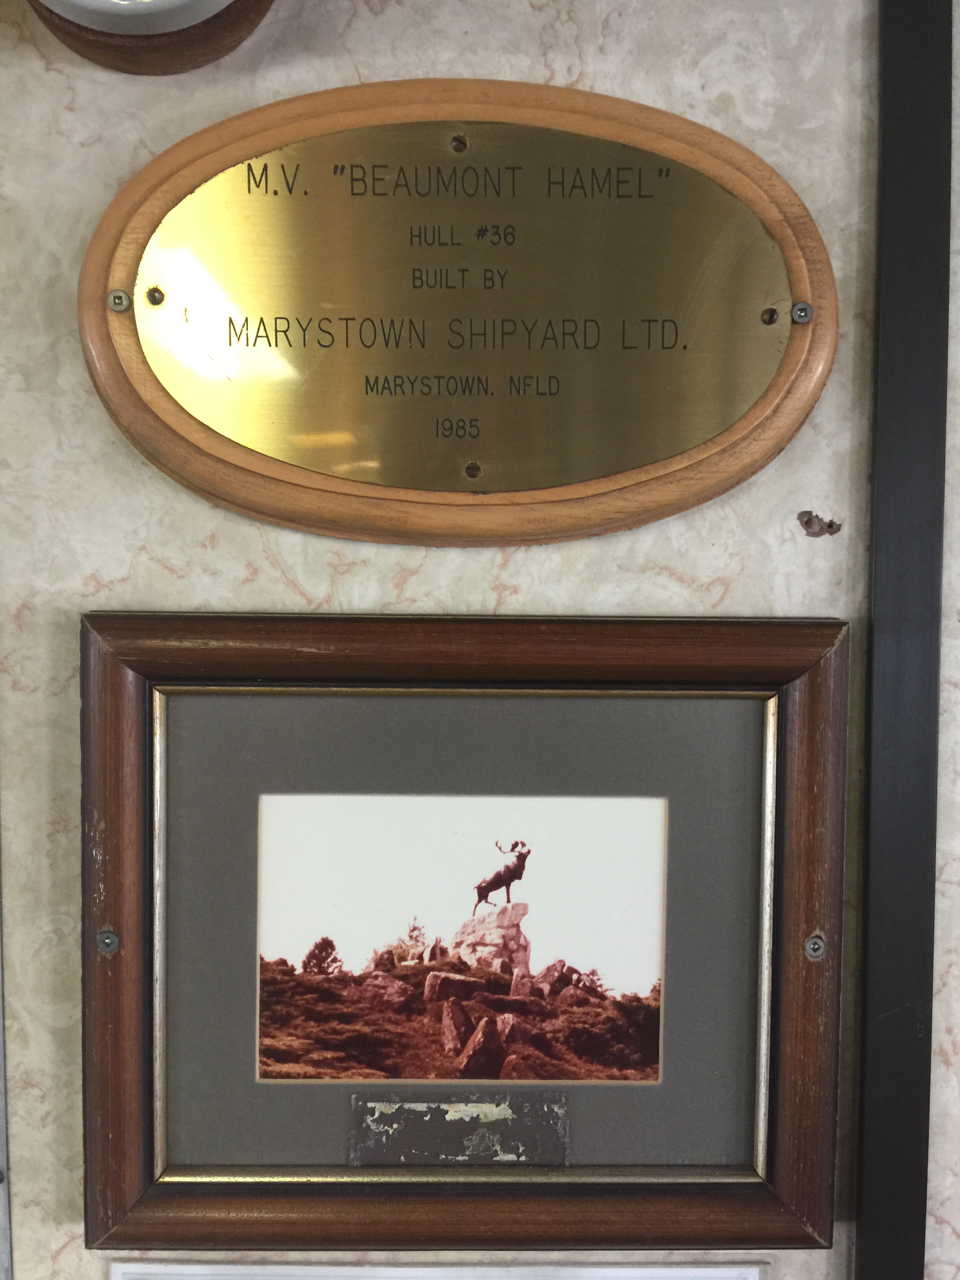 M.V. "BEAUMONT HAMEL"
HULL #36
BUILT BY
MARYSTOWN SHIPYARD LTD.
MARYSTOWN, NFLD
1985